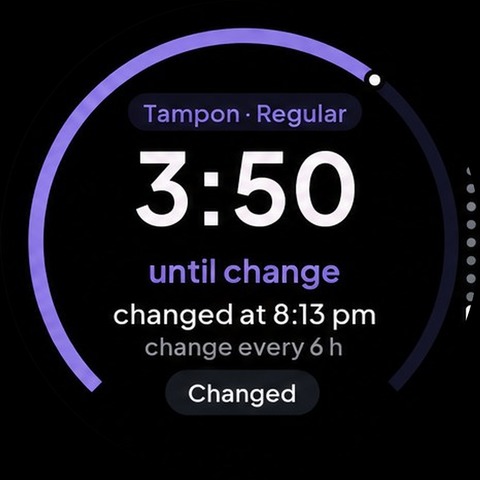 Tampon · Regular
3:50
until change
changed at 8:13 pm
change every 6 h
Changed